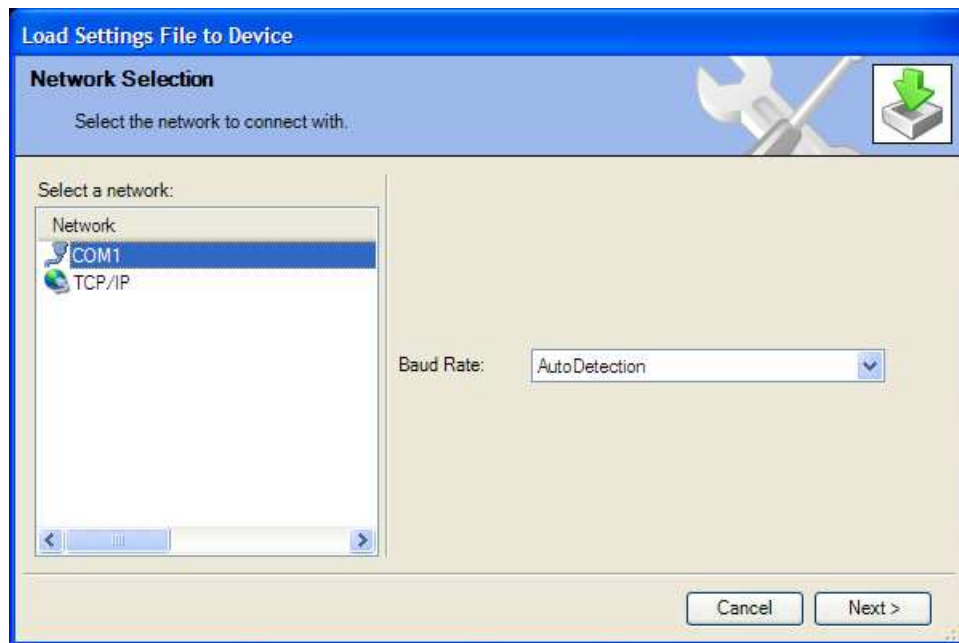 Load Settings File to Device
Network Selection
Select the network to connect with.
Select a network:
Network
COM1
TCP/IP
Baud Rate:
AutoDetection
Cancel
Next >